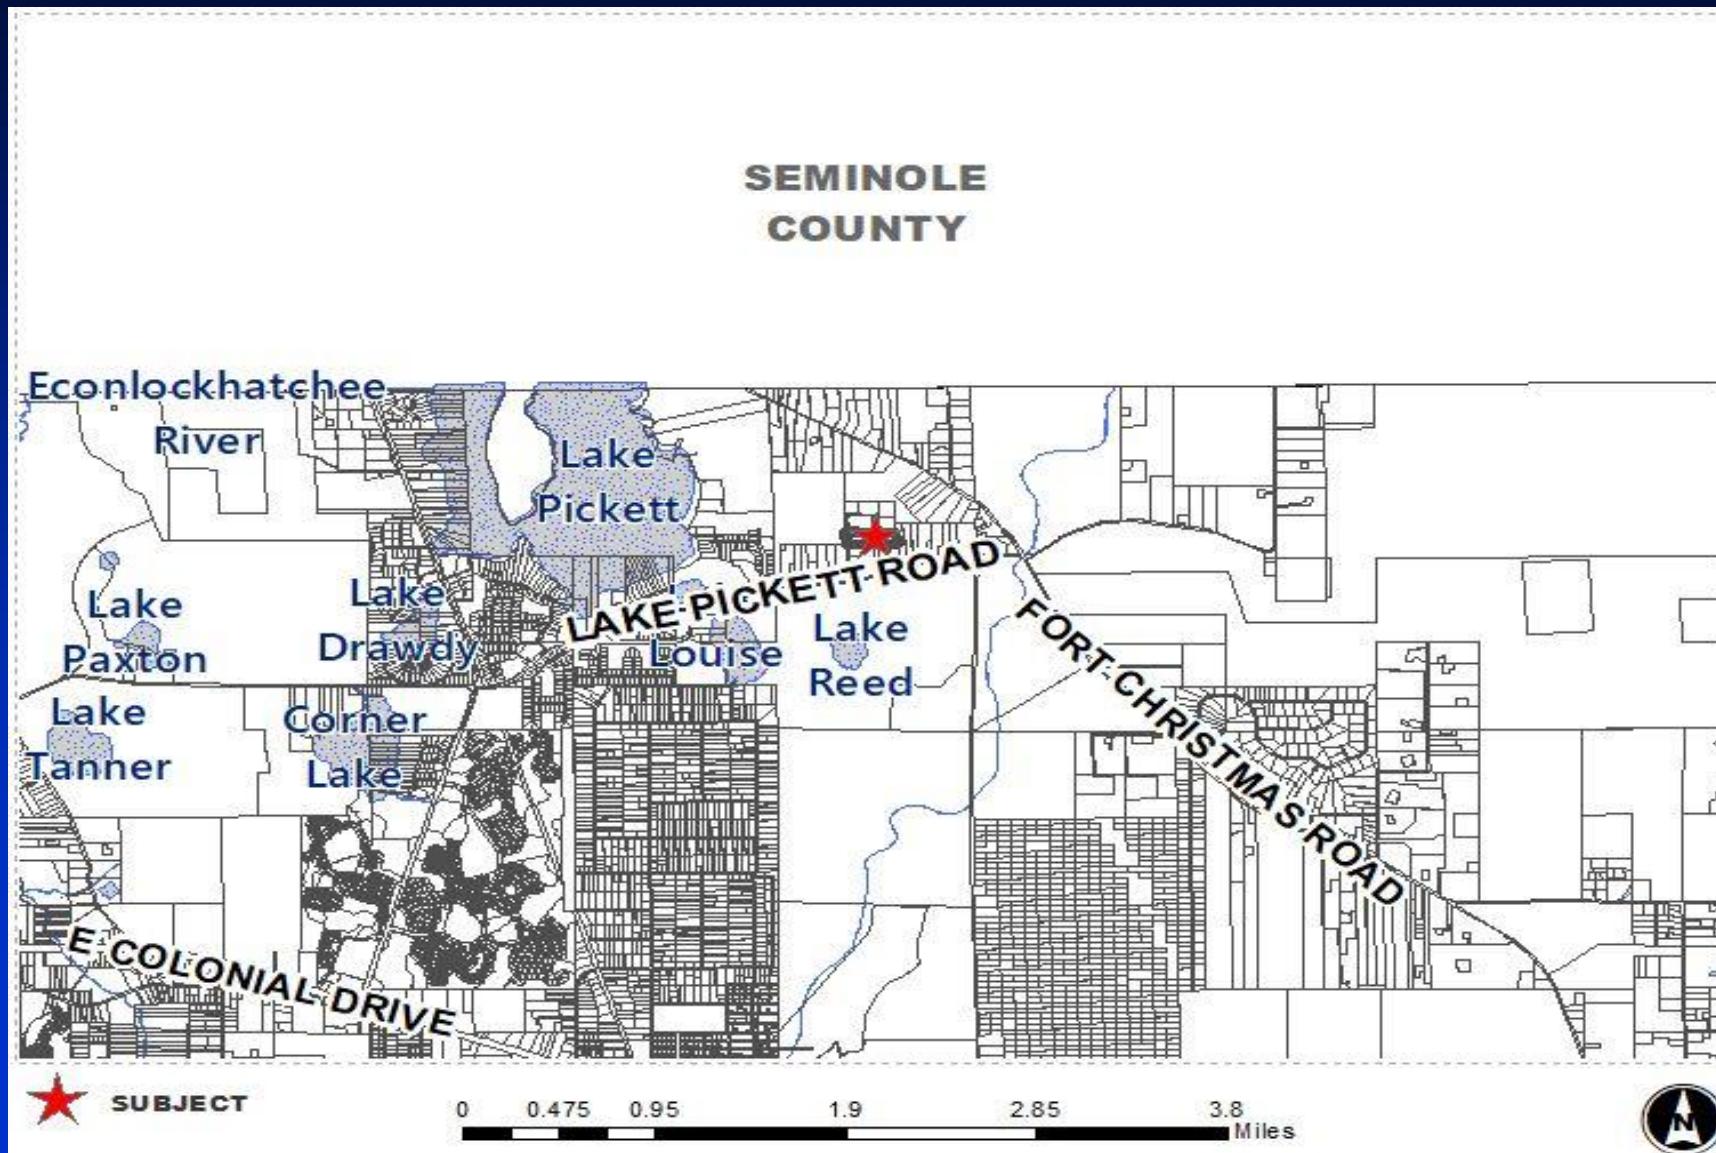 SEMINOLE
COUNTY
Econlockhatchee
River
Lake
Pickett
Lake
Paxton
Lake
Drawdy
LAKE PICKETT ROAD
Louise
Lake
Reed
FORT CHRISTMAS ROAD
Lake
Tanner
Corner
Lake
E COLONIAL DRIVE
SUBJECT
0 0.475 0.95 1.9 2.85 3.8
Miles
N